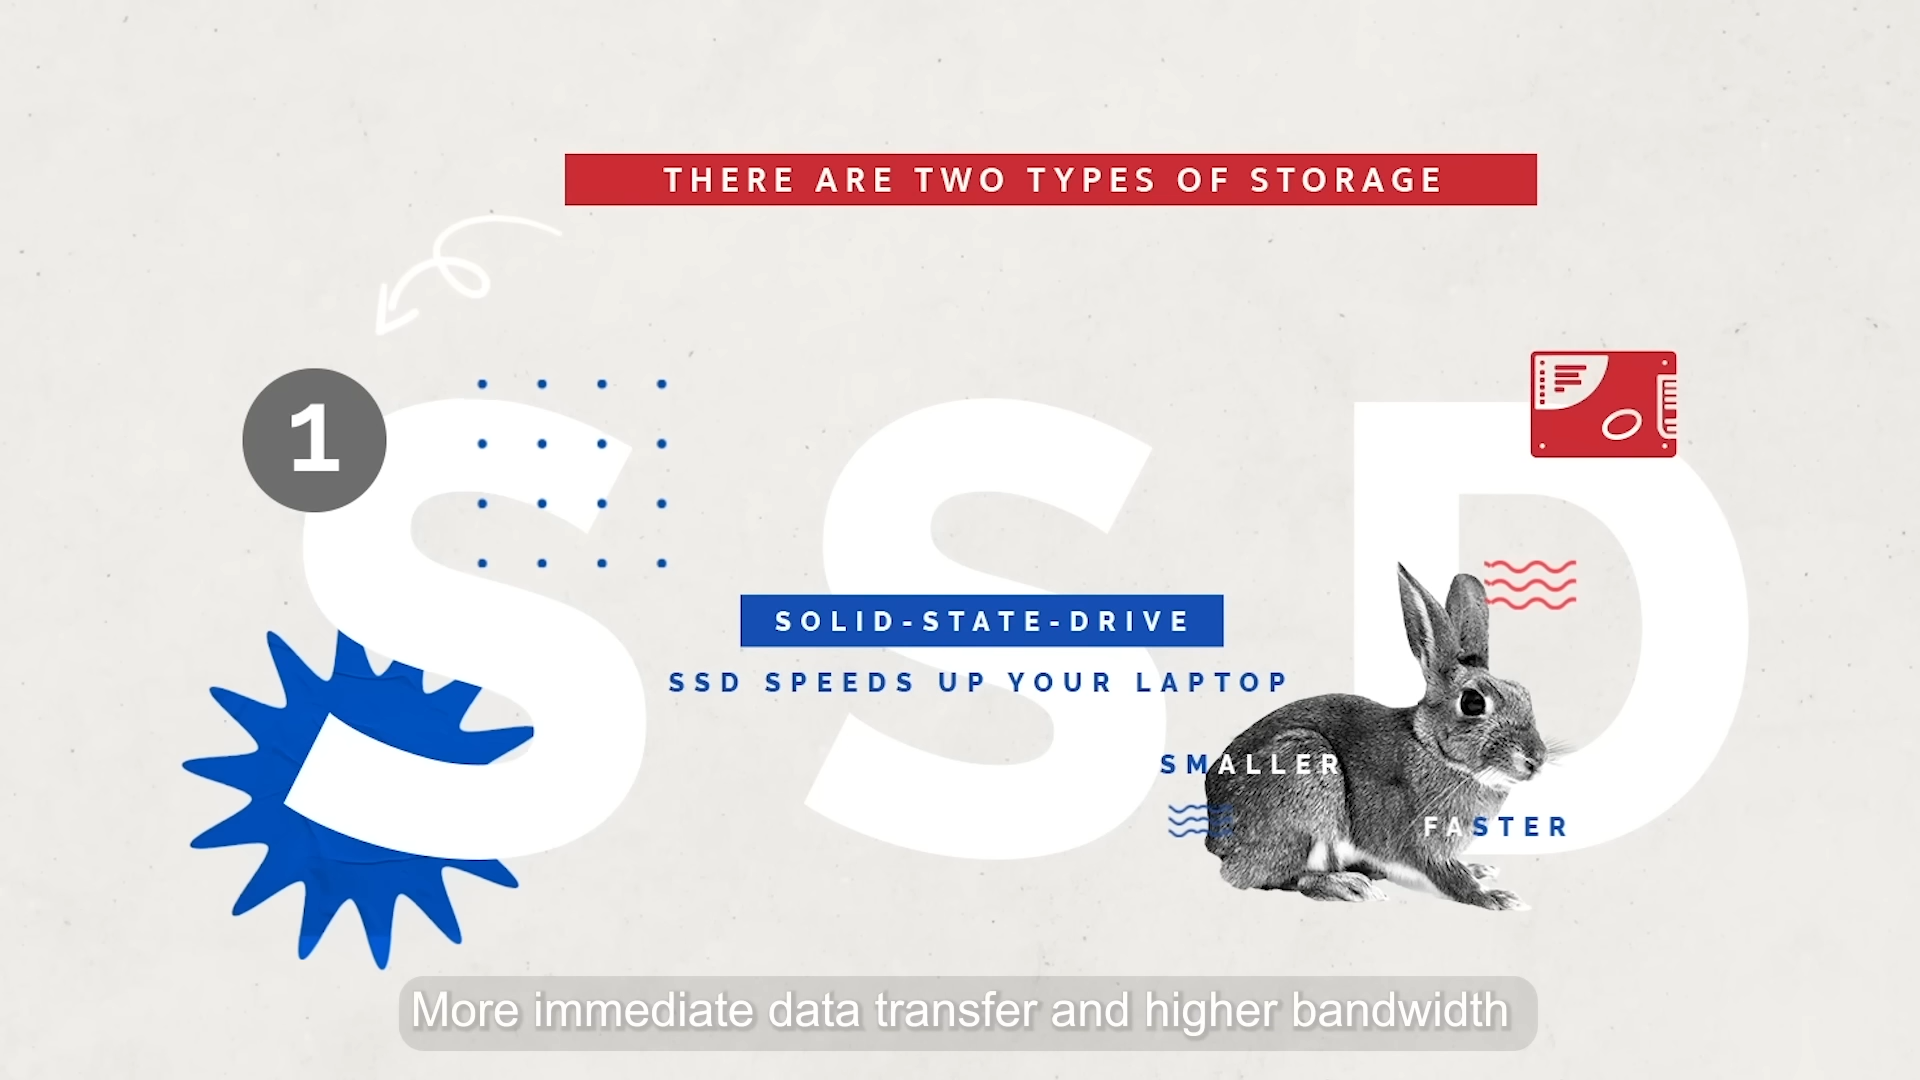 THERE ARE TWO TYPES OF STORAGE
1
SSD
SOLID-STATE-DRIVE
SSD SPEEDS UP YOUR LAPTOP
SMALLER
FASTER
More immediate data transfer and higher bandwidth